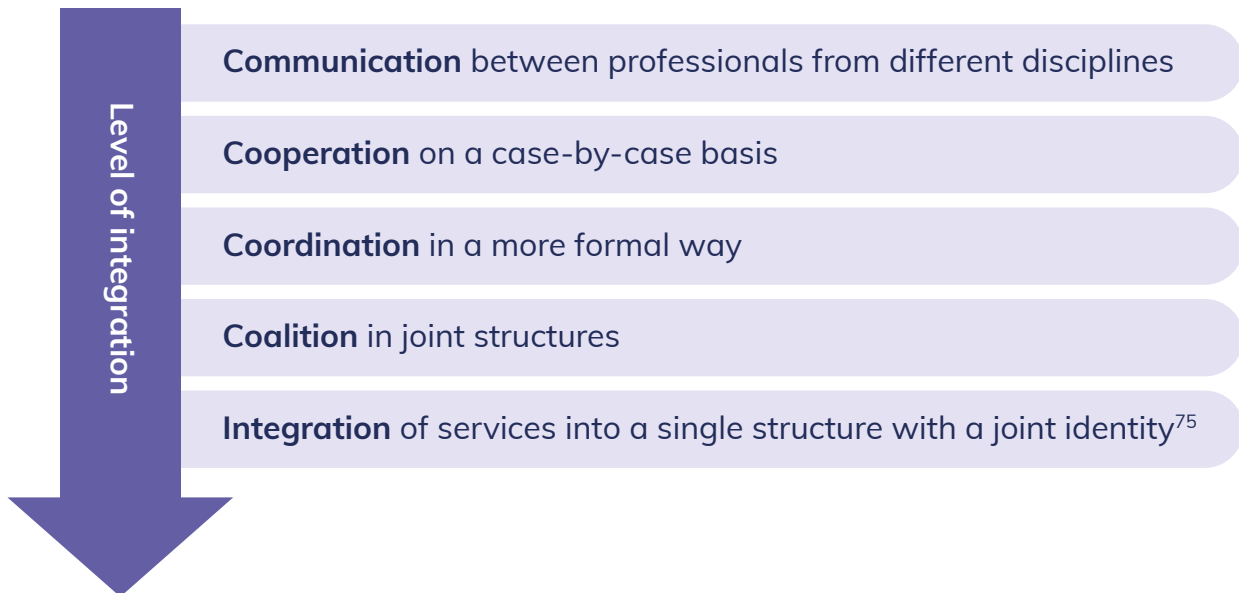 Level of integration
Communication between professionals from different disciplines
Cooperation on a case-by-case basis
Coordination in a more formal way
Coalition in joint structures
Integration of services into a single structure with a joint identity75